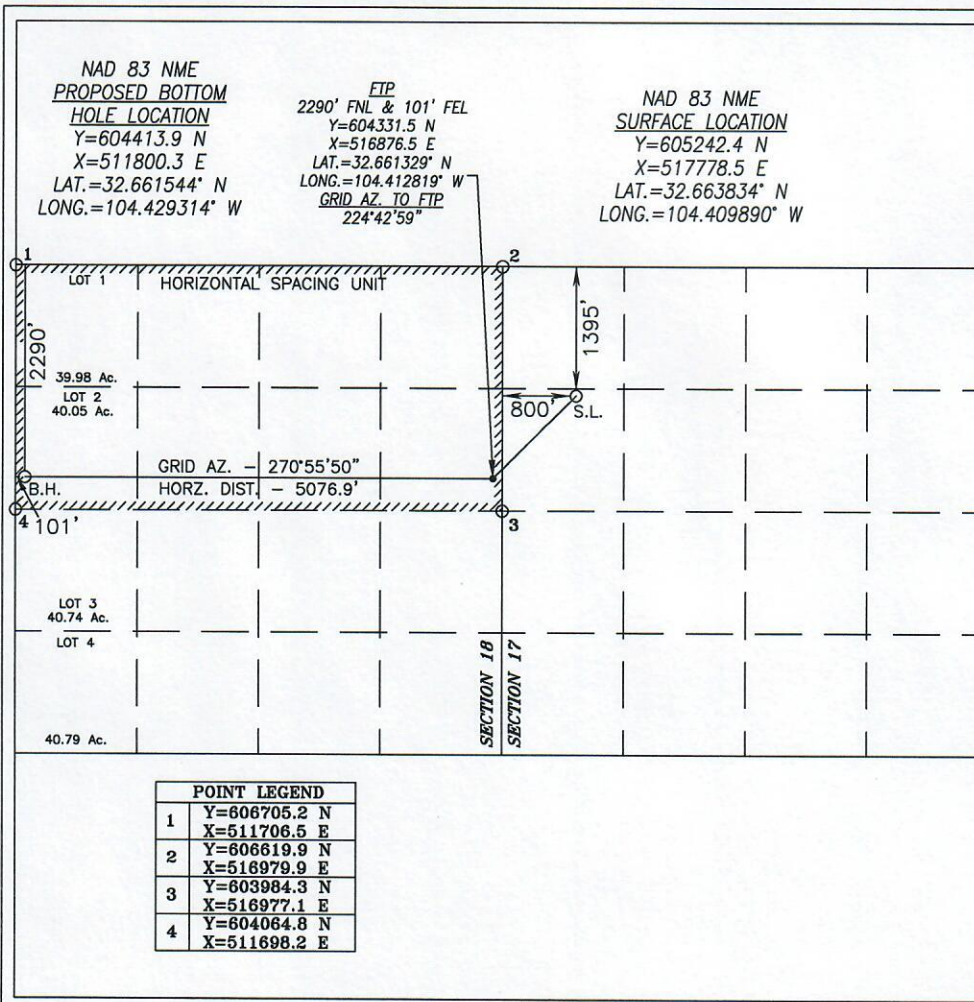 NAD 83 NME
PROPOSED BOTTOM
HOLE LOCATION
Y=604413.9 N
X=511800.3 E
LAT.=32.661544° N
LONG.=104.429314° W
FTP
2290' FNL & 101' FEL
Y=604331.5 N
X=516876.5 E
LAT.=32.661329° N
LONG.=104.412819° W
GRID AZ. TO FTP
224°42'59"
NAD 83 NME
SURFACE LOCATION
Y=605242.4 N
X=517778.5 E
LAT.=32.663834° N
LONG.=104.409890° W
1
2
LOT 1
HORIZONTAL SPACING UNIT
2290'
1395'
39.98 Ac.
LOT 2
40.05 Ac.
800'
S.L.
GRID AZ. - 270°55'50"
HORZ. DIST. - 5076.9'
B.H.
4
101'
3
LOT 3
40.74 Ac.
LOT 4
SECTION 18
SECTION 17
40.79 Ac.
POINT LEGEND
1
Y=606705.2 N
X=511706.5 E
2
Y=606619.9 N
X=516979.9 E
3
Y=603984.3 N
X=516977.1 E
4
Y=604064.8 N
X=511698.2 E